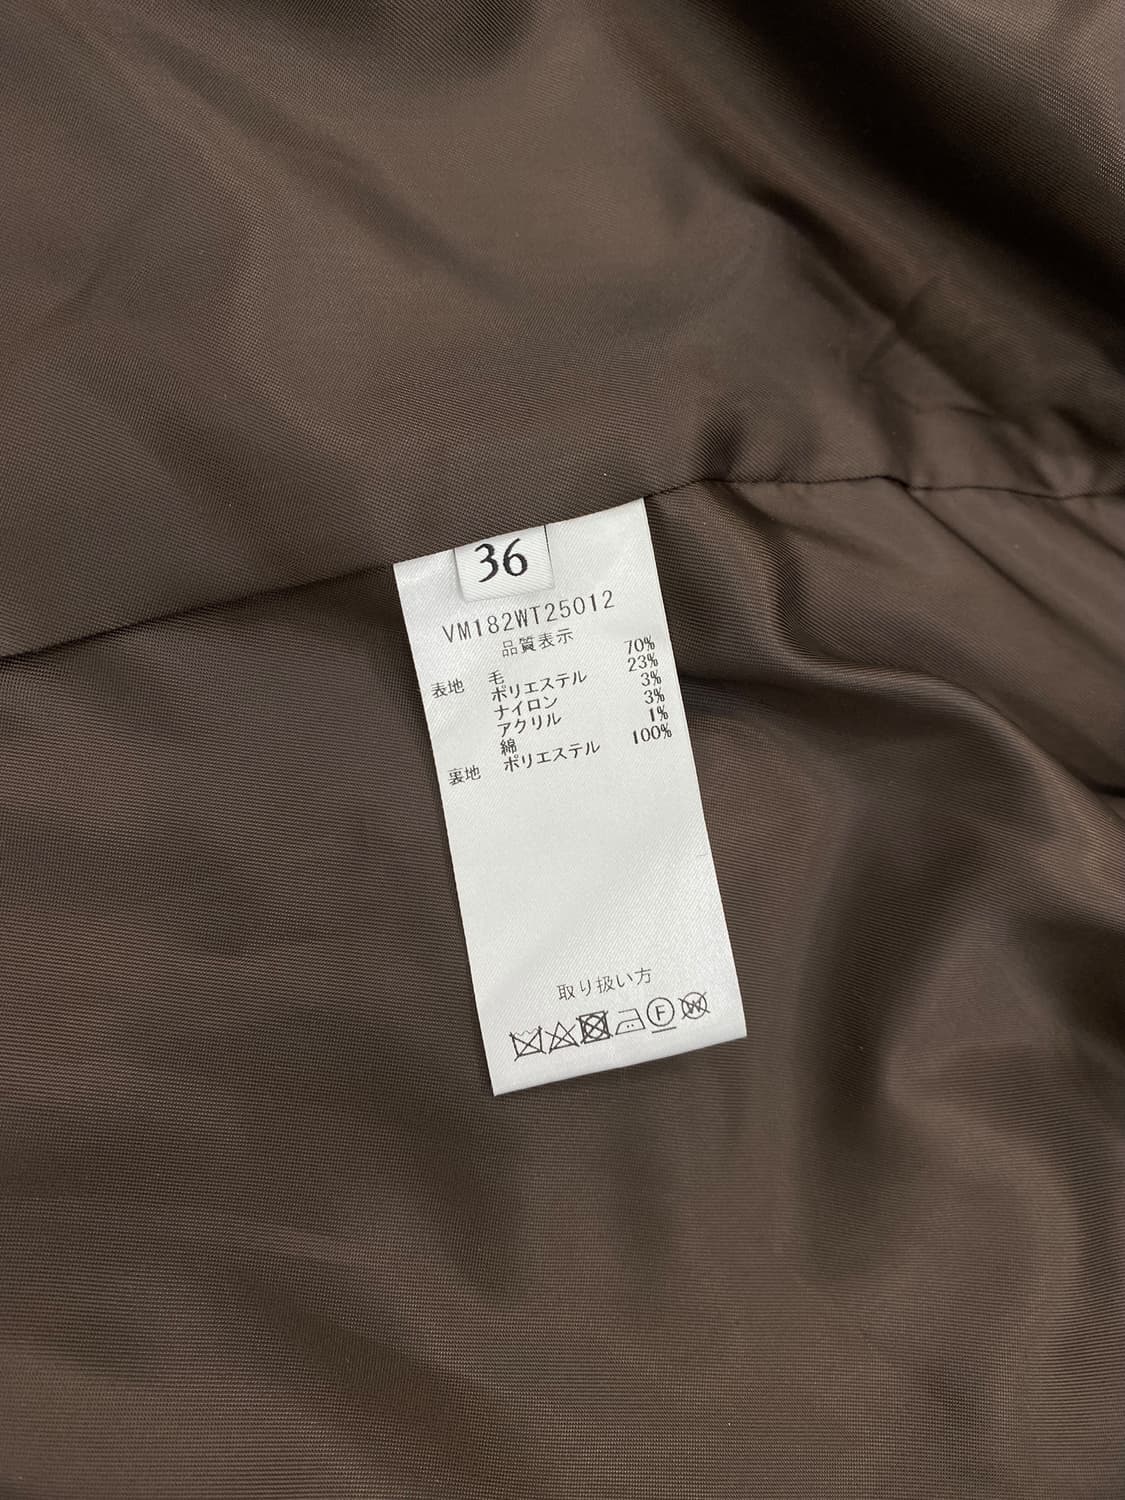 36
VM182WT25012
品質表示
表地 毛 70%
ポリエステル 23%
ナイロン 3%
アクリル 3%
綿 1%
裏地 ポリエステル 100%
取り扱い方
F W